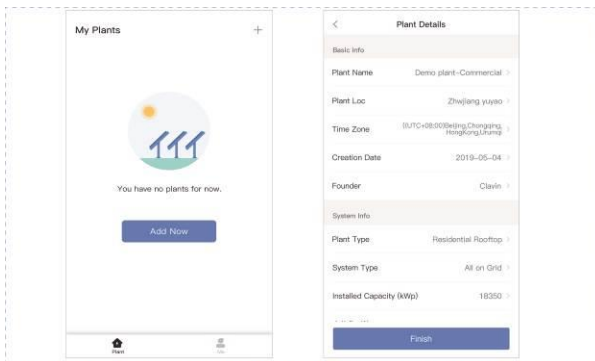 My Plants
+
You have no plants for now.
Add Now
Plant
Plant Details
Basic Info
Plant Name Demo plant-Commercial
Plant Loc Zhwjiang yuyao
Time Zone (UTC+08:00)Beijing,Chongqing,
HongKong,Urumqi
Creation Date 2019-05-04
Founder Clavin
System Info
Plant Type Residential Rooftop
System Type All on Grid
Installed Capacity (kWp) 18350
Finish